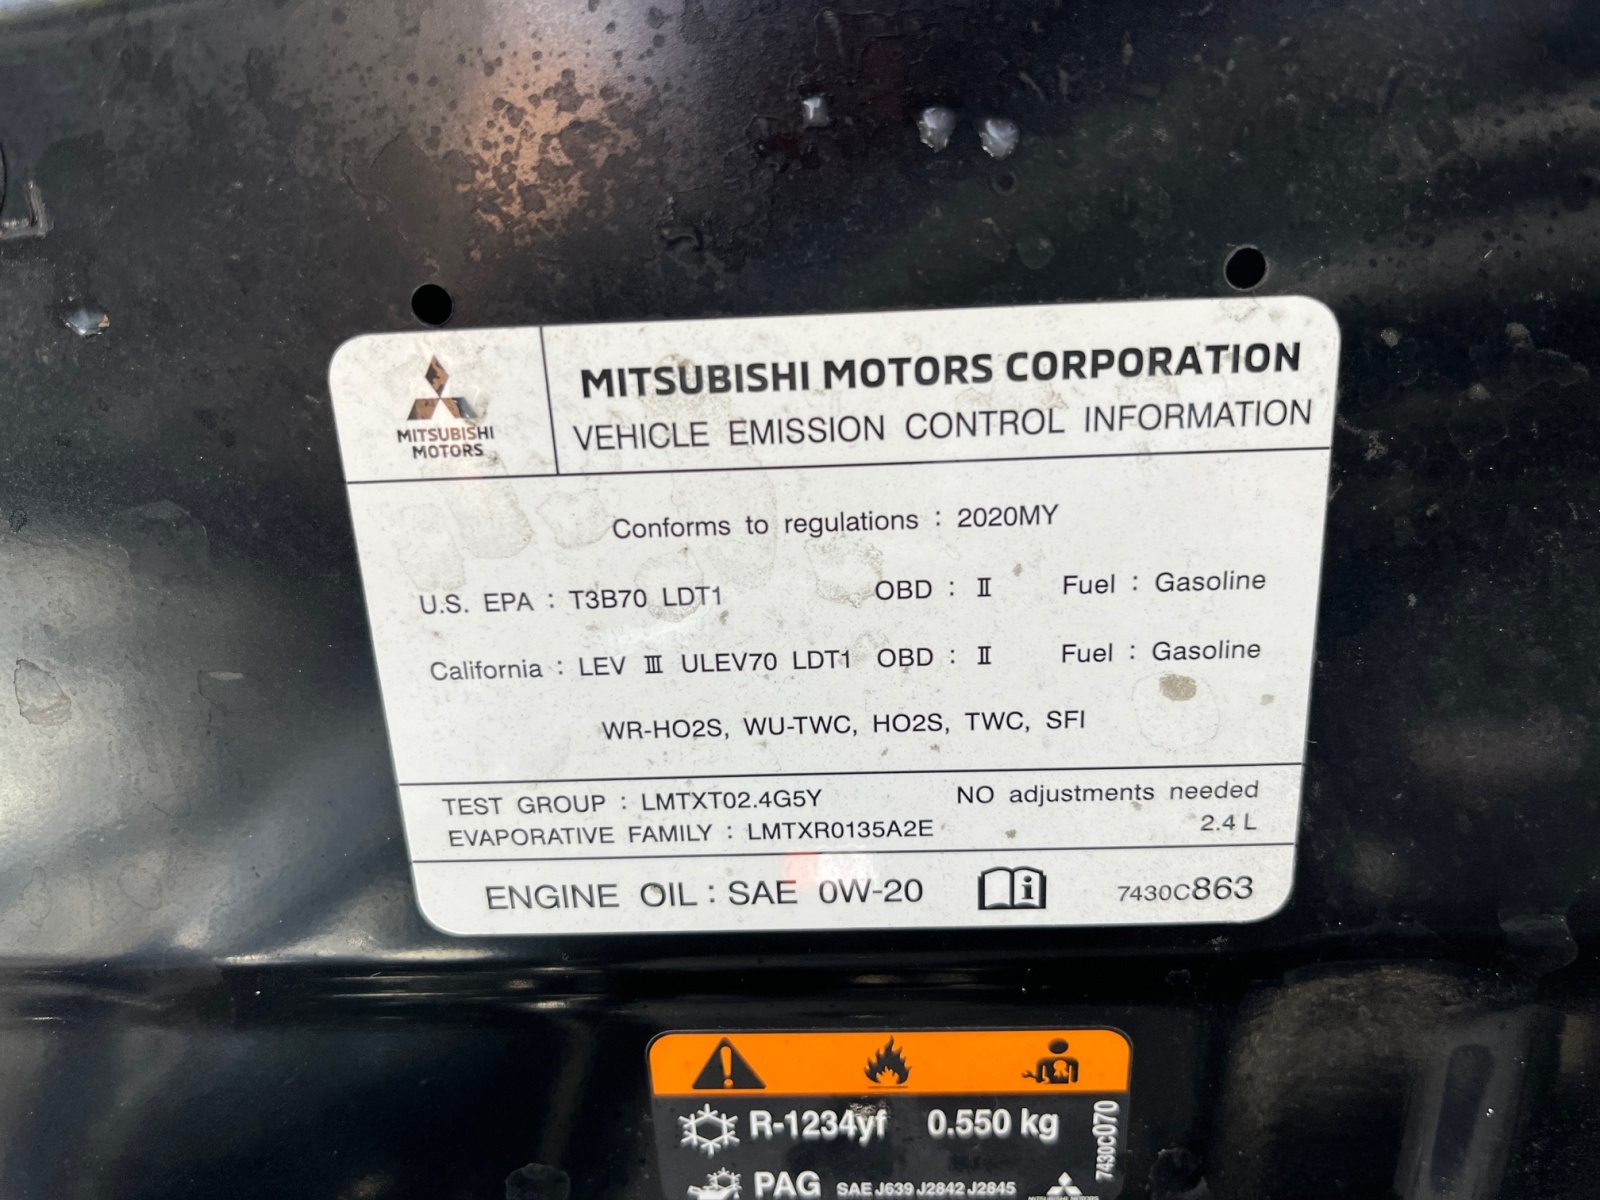 MITSUBISHI
MOTORS
MITSUBISHI MOTORS CORPORATION
VEHICLE EMISSION CONTROL INFORMATION
Conforms to regulations : 2020MY
U.S. EPA : T3B70 LDT1 OBD : Ⅱ Fuel : Gasoline
California : LEV Ⅲ ULEV70 LDT1 OBD : Ⅱ Fuel : Gasoline
WR-HO2S, WU-TWC, HO2S, TWC, SFI
TEST GROUP : LMTXT02.4G5Y NO adjustments needed
EVAPORATIVE FAMILY : LMTXR0135A2E 2.4 L
ENGINE OIL : SAE 0W-20 7430C863
R-1234yf 0.550 kg
7430C070
PAG SAE J639 J2842 J2845
MITSUBISHI MOTORS